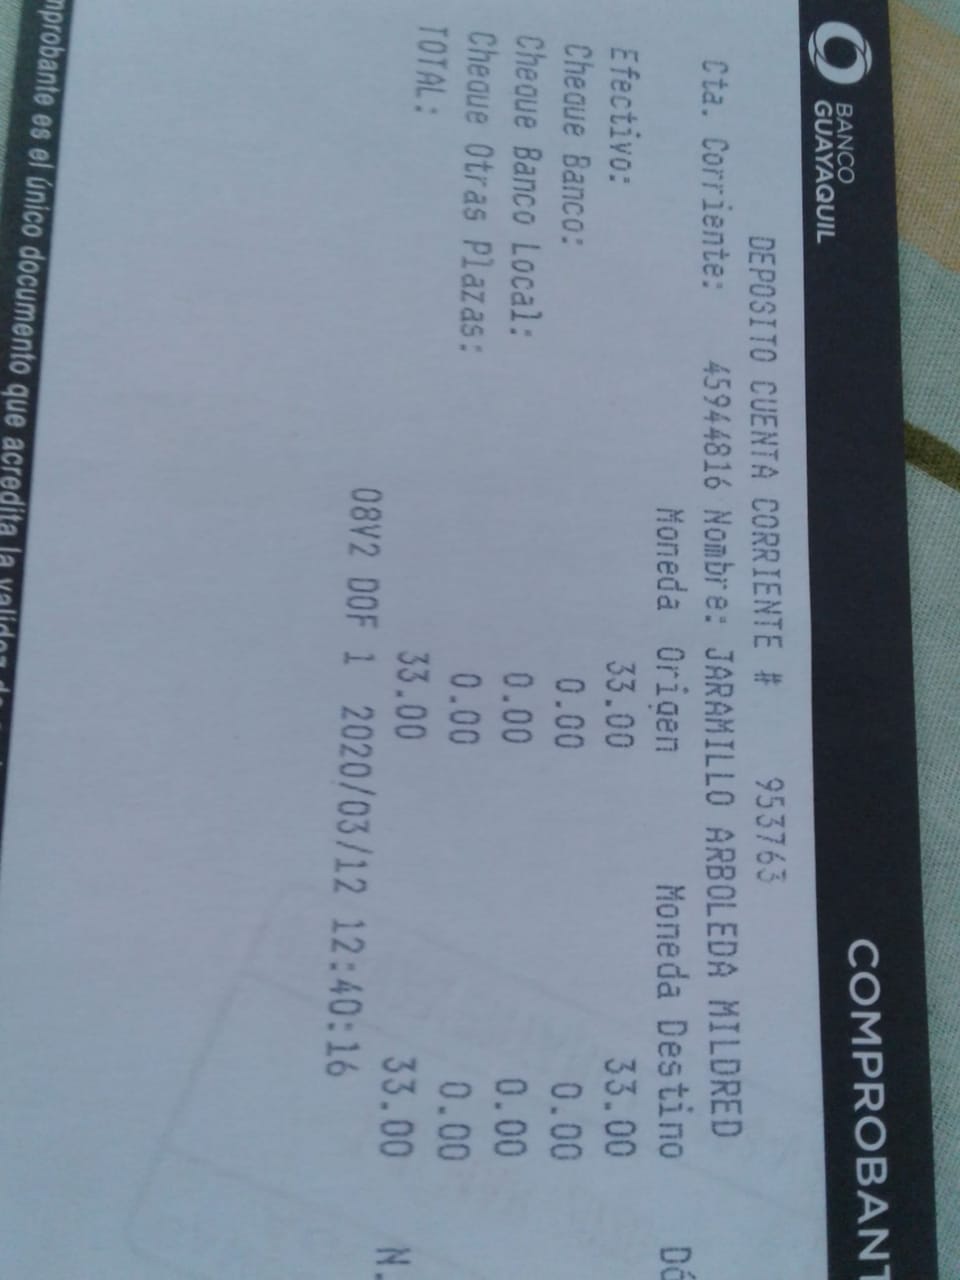 BANCO
GUAYAQUIL
COMPROBANT
DEPOSITO CUENTA CORRIENTE # 953763
Cta. Corriente: 45944816 Nombre: JARAMILLO ARBOLEDA MILDRED
Moneda Origen Moneda Destino Dó
Efectivo: 33.00 33.00
Cheque Banco: 0.00 0.00
Cheque Banco Local: 0.00 0.00
Cheque Otras Plazas: 0.00 0.00
TOTAL: 33.00 33.00 N.
08V2 DOF 1 2020/03/12 12:40:16
mprobante es el único documento que acredita la validez